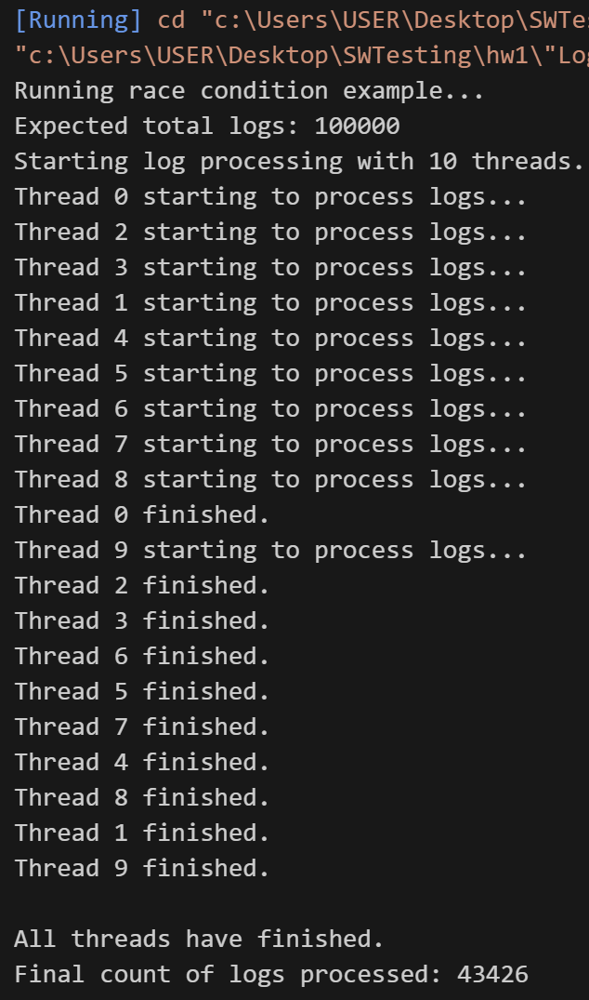 [Running] cd "c:\Users\USER\Desktop\SWTe
"c:\Users\USER\Desktop\SWTesting\hw1\"Lo
Running race condition example...
Expected total logs: 100000
Starting log processing with 10 threads.
Thread 0 starting to process logs...
Thread 2 starting to process logs...
Thread 3 starting to process logs...
Thread 1 starting to process logs...
Thread 4 starting to process logs...
Thread 5 starting to process logs...
Thread 6 starting to process logs...
Thread 7 starting to process logs...
Thread 8 starting to process logs...
Thread 0 finished.
Thread 9 starting to process logs...
Thread 2 finished.
Thread 3 finished.
Thread 6 finished.
Thread 5 finished.
Thread 7 finished.
Thread 4 finished.
Thread 8 finished.
Thread 1 finished.
Thread 9 finished.
All threads have finished.
Final count of logs processed: 43426